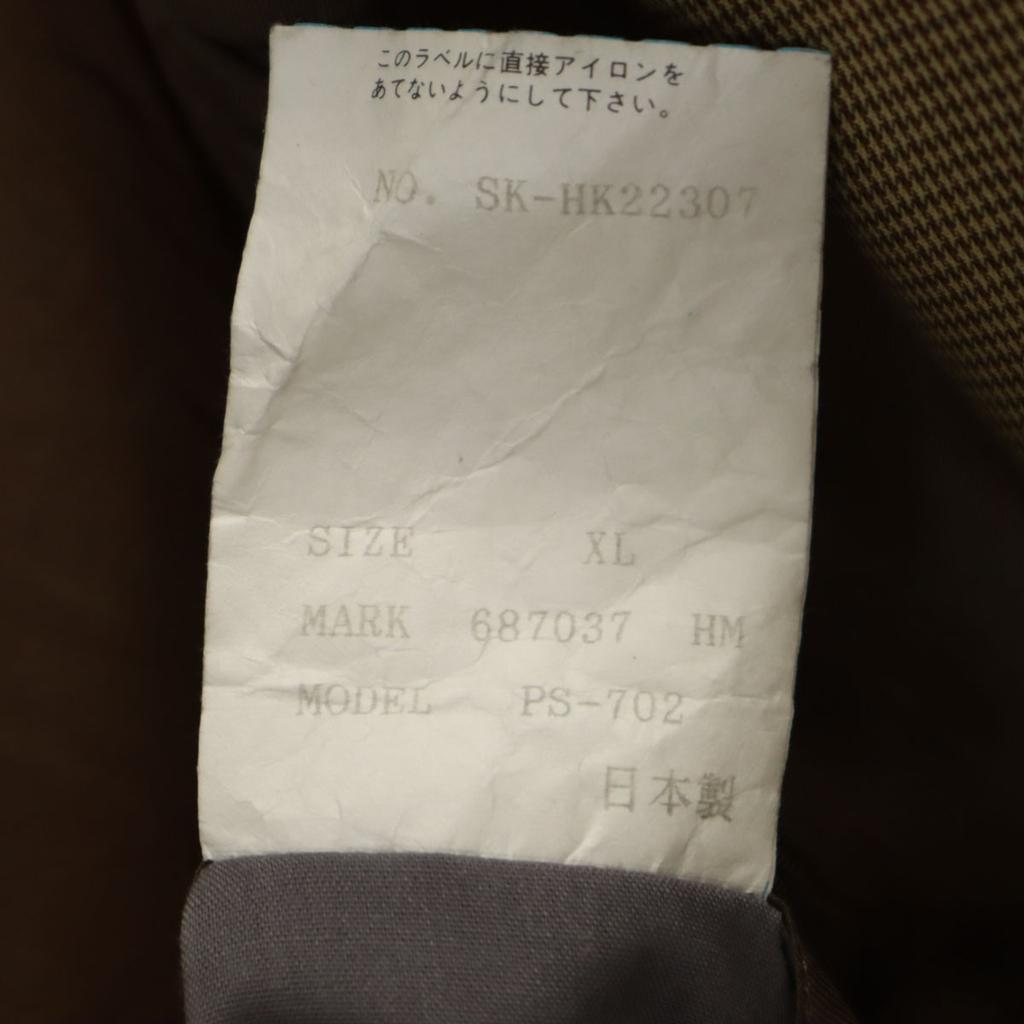 このラベルに直接アイロンを
あてないようにして下さい。
NO. SK-HK22307
SIZE XL
MARK 687037 HM
MODEL PS-702
日本製